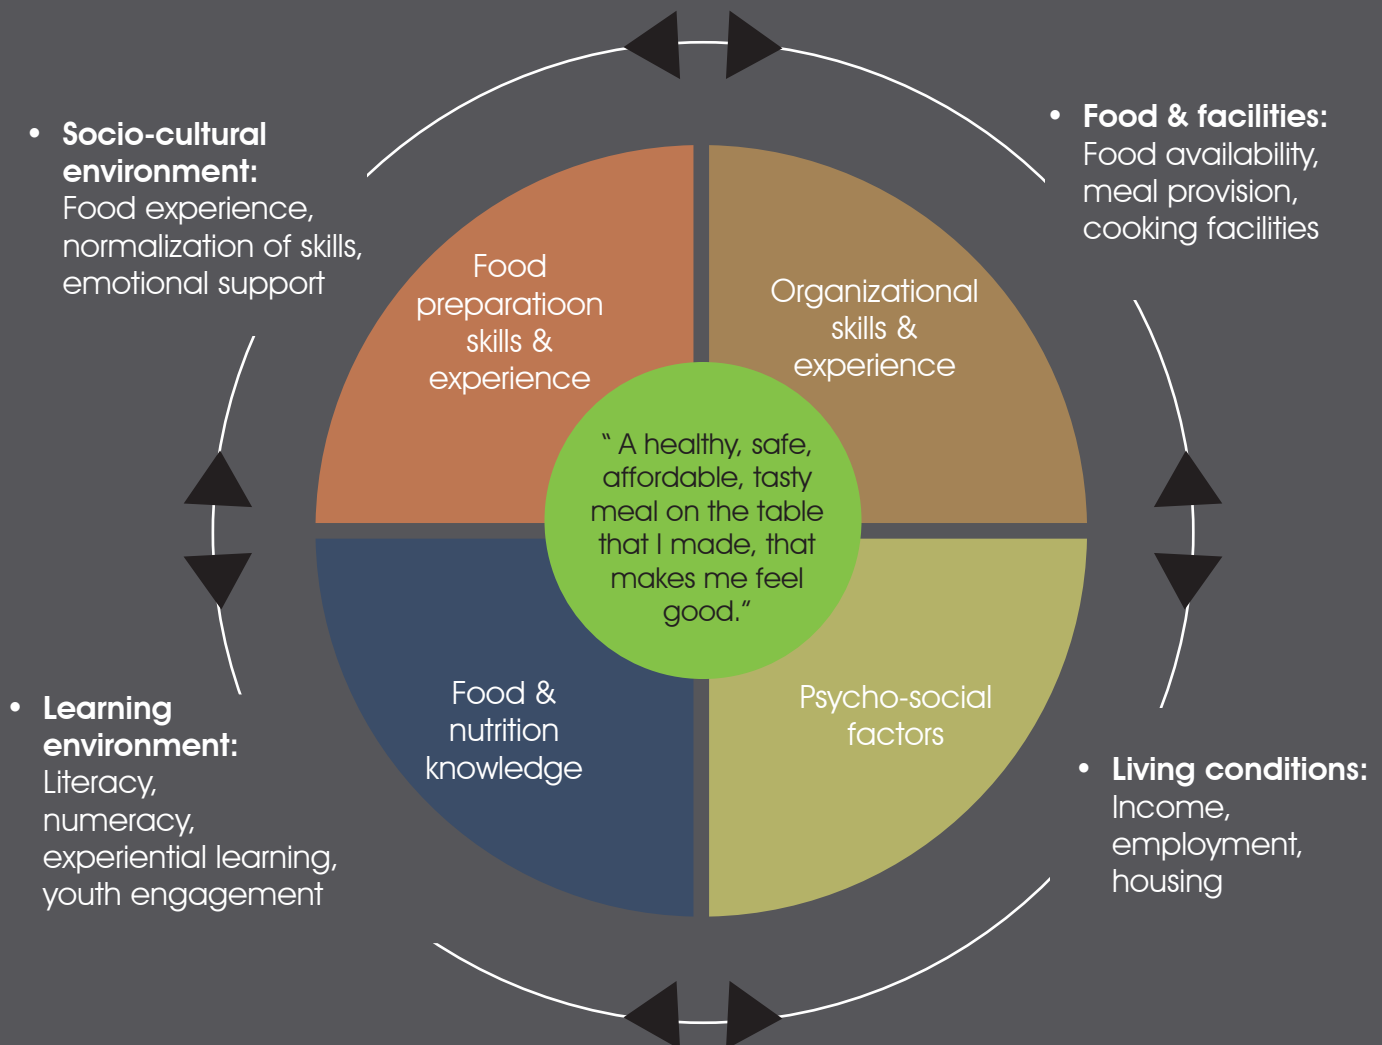 • Socio-cultural
environment:
Food experience,
normalization of skills,
emotional support
• Food & facilities:
Food availability,
meal provision,
cooking facilities
Food
preparatioon
skills &
experience
Organizational
skills &
experience
“ A healthy, safe,
affordable, tasty
meal on the table
that I made, that
makes me feel
good.”
Food &
nutrition
knowledge
Psycho-social
factors
• Learning
environment:
Literacy,
numeracy,
experiential learning,
youth engagement
• Living conditions:
Income,
employment,
housing